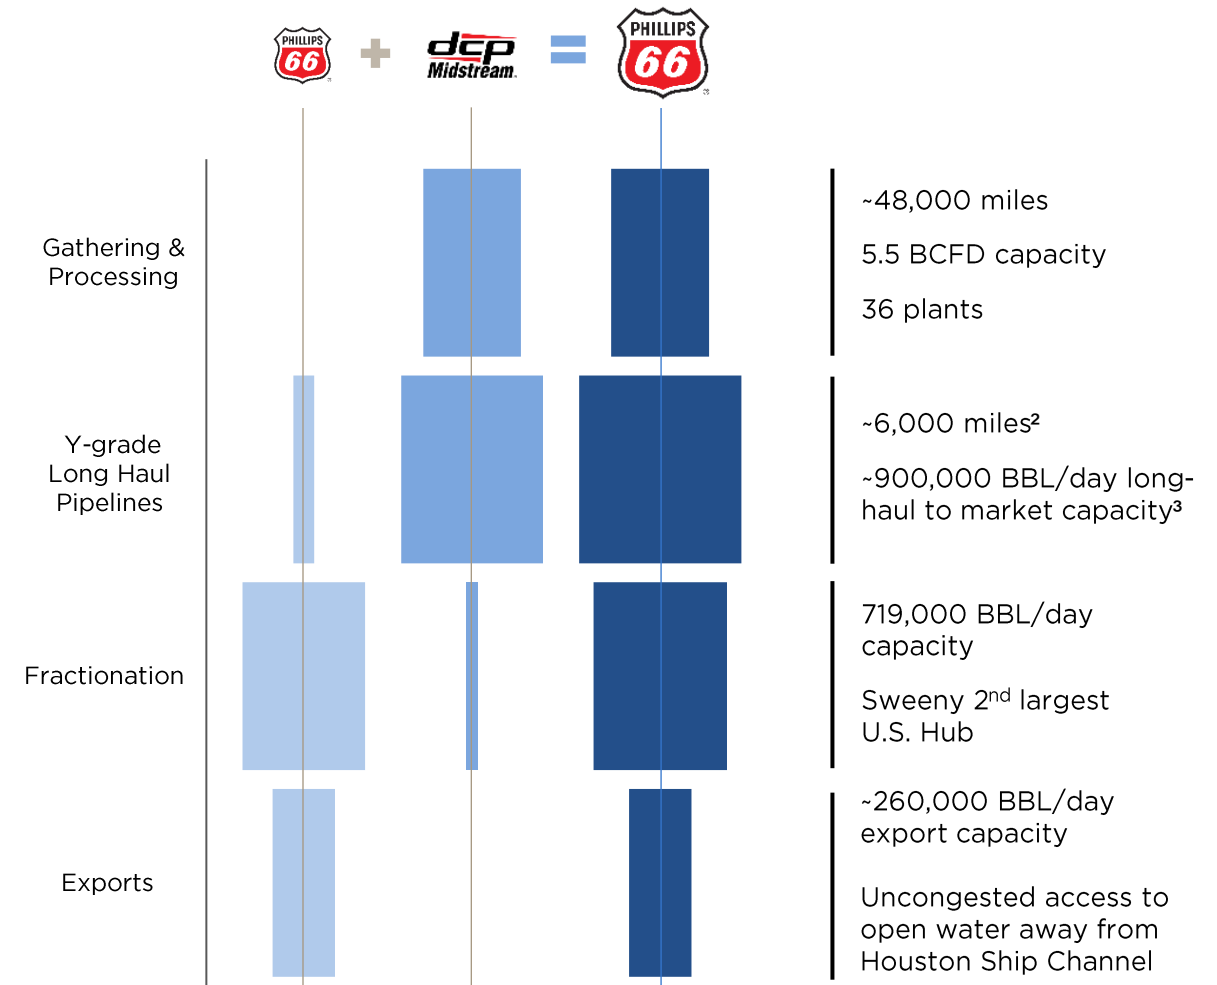 PHILLIPS
66
®
dcp
Midstream.
PHILLIPS
66
®
Gathering &
Processing
~48,000 miles
5.5 BCFD capacity
36 plants
Y-grade
Long Haul
Pipelines
~6,000 miles²
~900,000 BBL/day long-
haul to market capacity³
Fractionation
719,000 BBL/day
capacity
Sweeny 2nd largest
U.S. Hub
Exports
~260,000 BBL/day
export capacity
Uncongested access to
open water away from
Houston Ship Channel